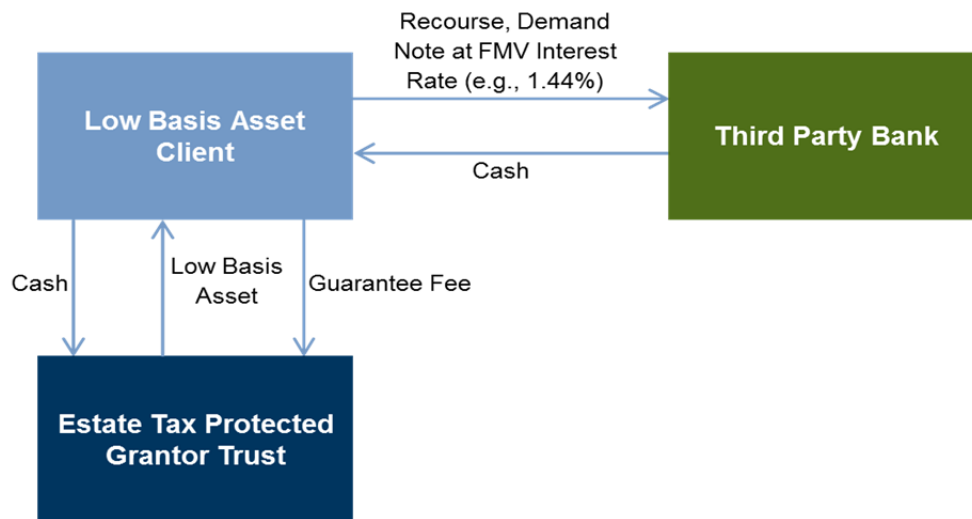 Recourse, Demand
Note at FMV Interest
Rate (e.g., 1.44%)
Low Basis Asset
Client
Third Party Bank
Cash
Cash
Low Basis
Asset
Guarantee Fee
Estate Tax Protected
Grantor Trust